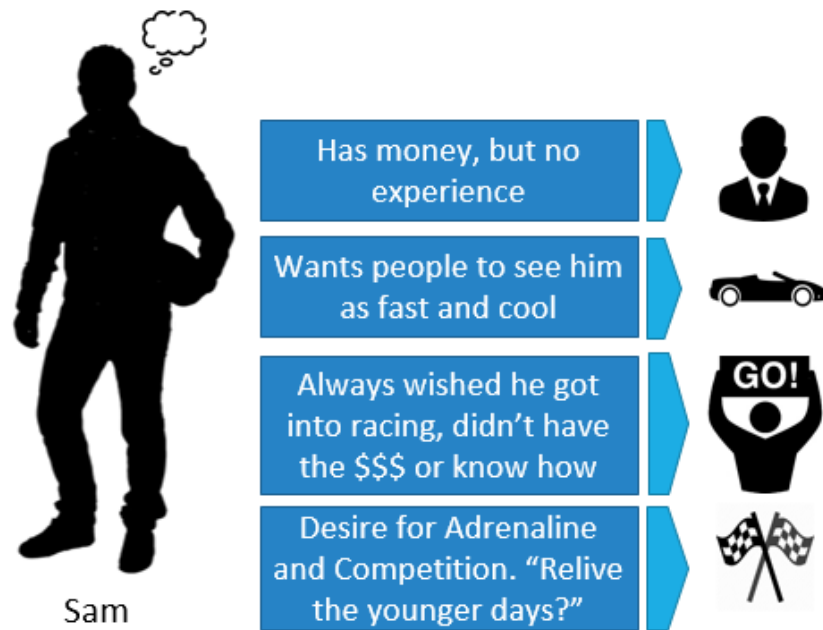 Has money, but no
experience
Wants people to see him
as fast and cool
Always wished he got
into racing, didn’t have
the $$$ or know how
GO!
Desire for Adrenaline
and Competition. “Relive
the younger days?”
Sam